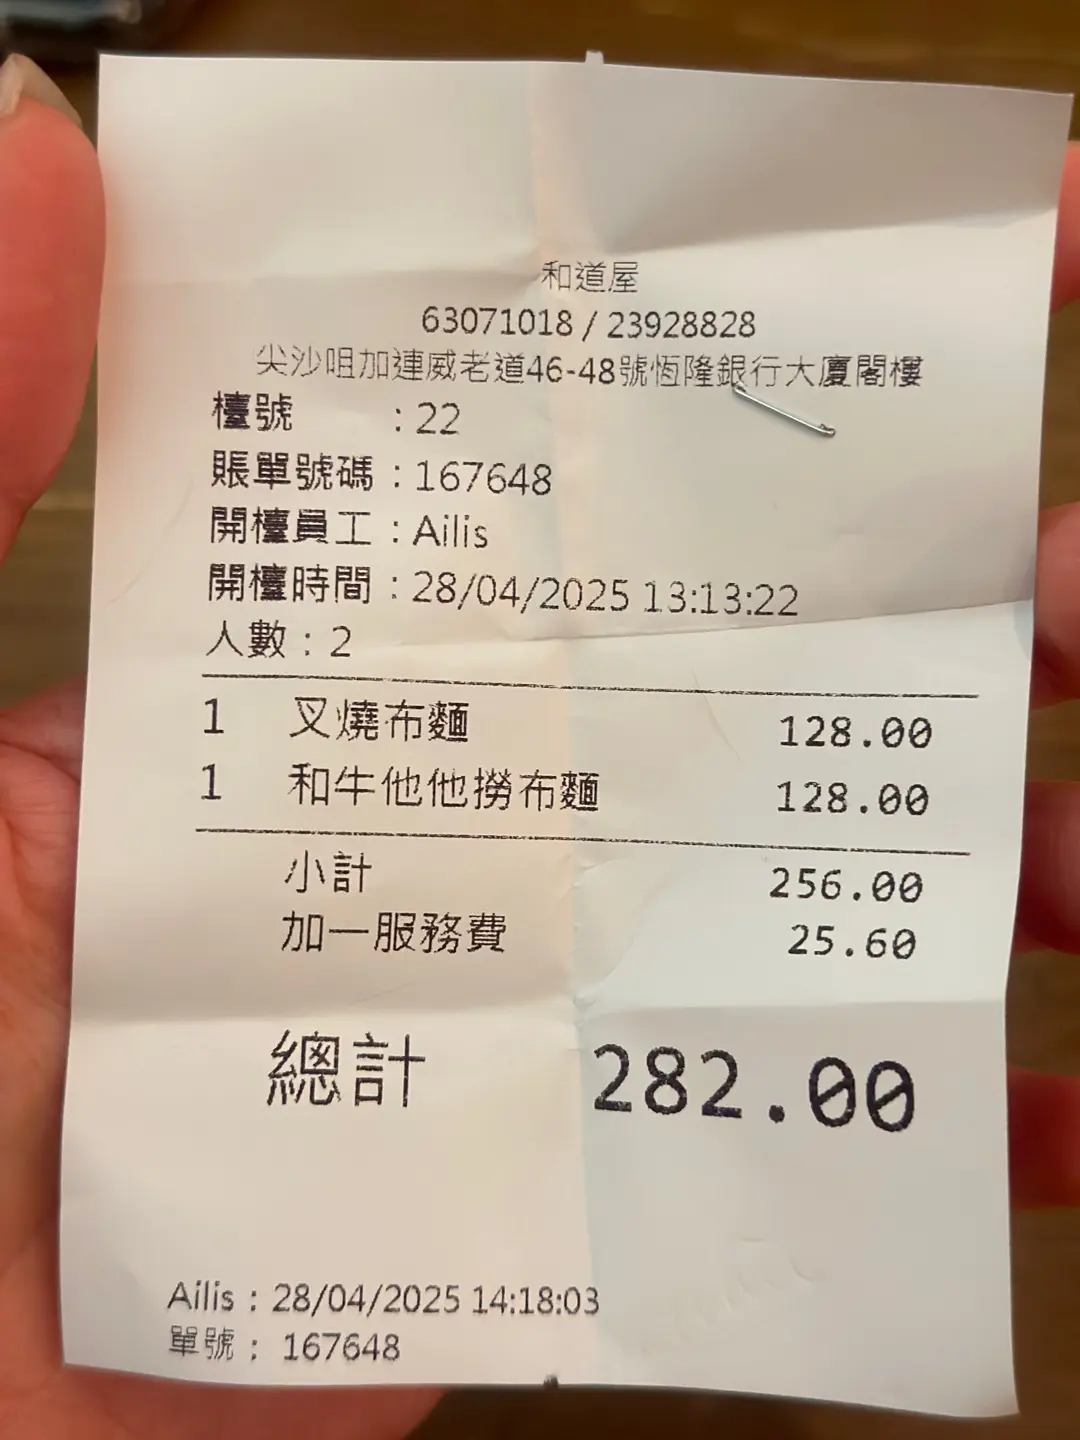 和道屋
63071018 / 23928828
尖沙咀加連威老道46-48號恆隆銀行大廈閣樓
檯號 : 22
賬單號碼 : 167648
開檯員工 : Ailis
開檯時間 : 28/04/2025 13:13:22
人數 : 2
1 叉燒布麵 128.00
1 和牛他他撈布麵 128.00
小計 256.00
加一服務費 25.60
總計 282.00
Ailis : 28/04/2025 14:18:03
單號 : 167648